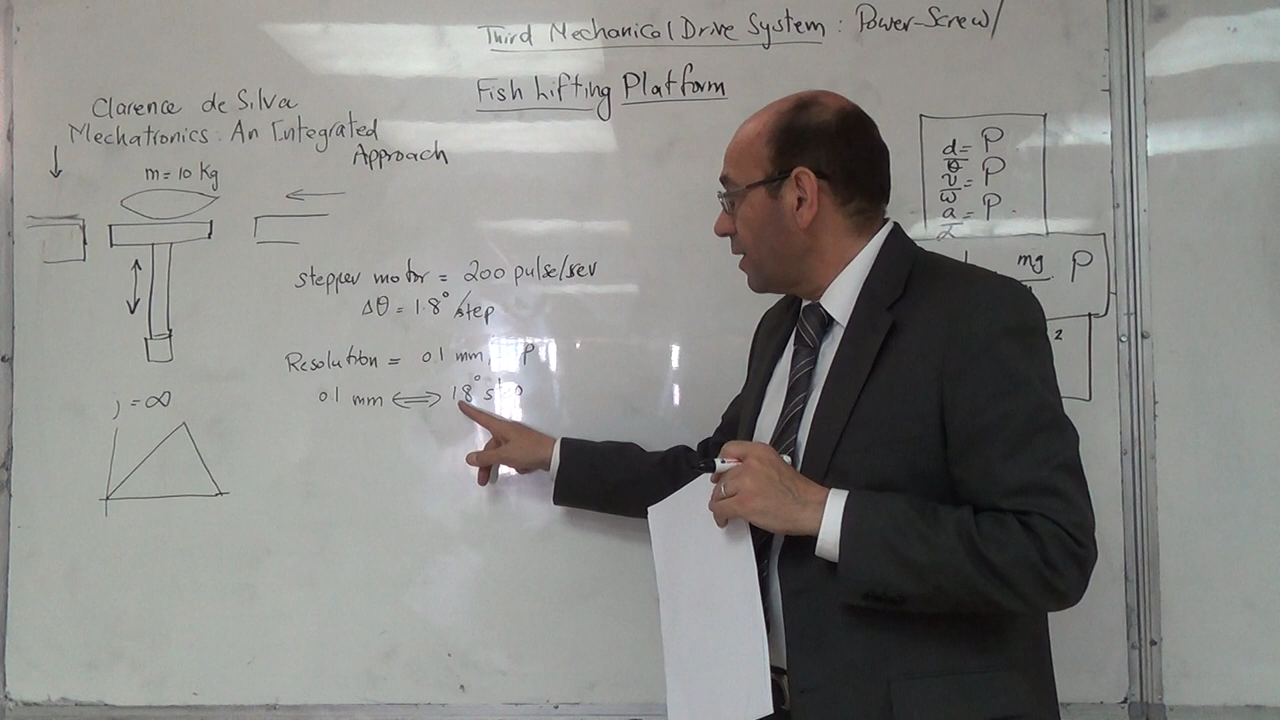 Third Mechanical Drive System : Power-Screw/
Fish Lifting Platform
Clarence de Silva
Mechatronics: An Integrated
Approach
m = 10 Kg
stepper motor = 200 pulse/rev
Δθ = 1.8° /step
Resolution = 0.1 mm, P
0.1 mm ⟺ 1.8° step
j = ∞
d/θ = P
v/ω = P
a/α = P
mg P
2